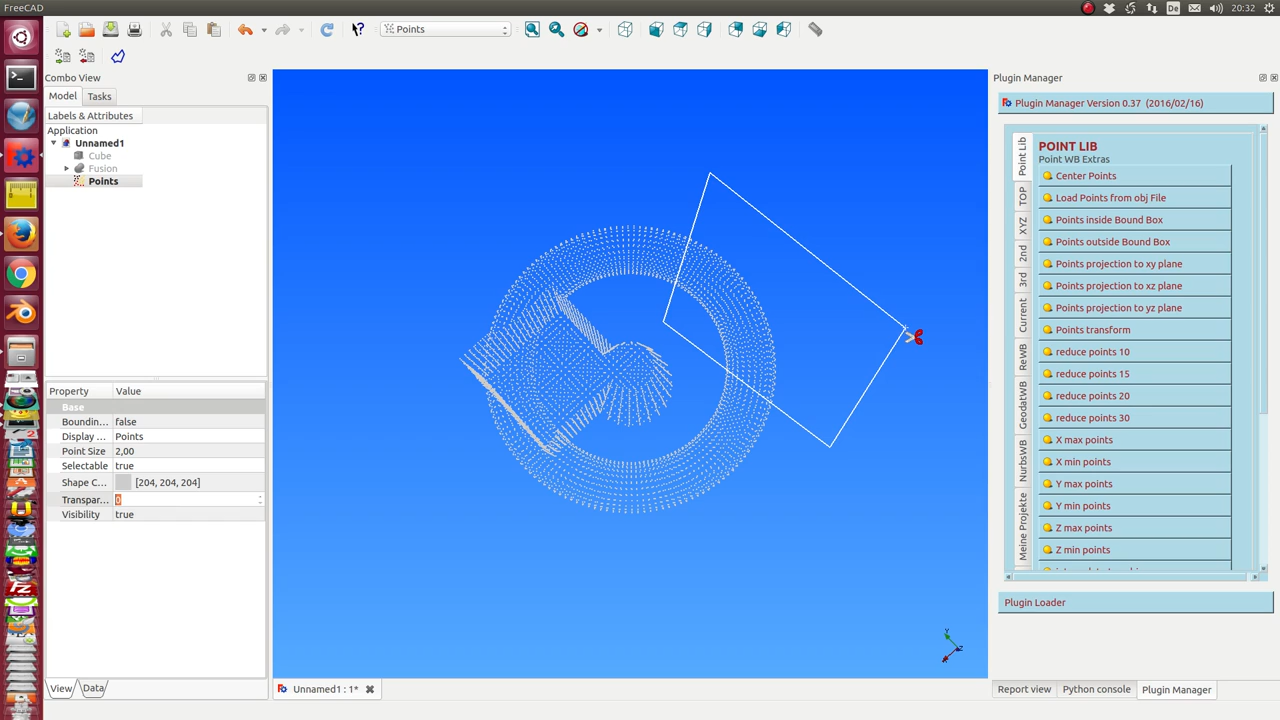 FreeCAD
De
20:32
Points
Combo View
Model
Tasks
Labels & Attributes
Application
Unnamed1
Cube
Fusion
Points
Property
Value
Base
Boundin...
false
Display ...
Points
Point Size
2,00
Selectable
true
Shape C...
[204, 204, 204]
Transpar...
0
Visibility
true
View
Data
Y
Z
Unnamed1 : 1*
Plugin Manager
Plugin Manager Version 0.37 (2016/02/16)
Point Lib
TOP
XYZ
2nd
3rd
Current
ReWB
GeodatWB
NurbsWB
Meine Projekte
POINT LIB
Point WB Extras
Center Points
Load Points from obj File
Points inside Bound Box
Points outside Bound Box
Points projection to xy plane
Points projection to xz plane
Points projection to yz plane
Points transform
reduce points 10
reduce points 15
reduce points 20
reduce points 30
X max points
X min points
Y max points
Y min points
Z max points
Z min points
Plugin Loader
Report view
Python console
Plugin Manager